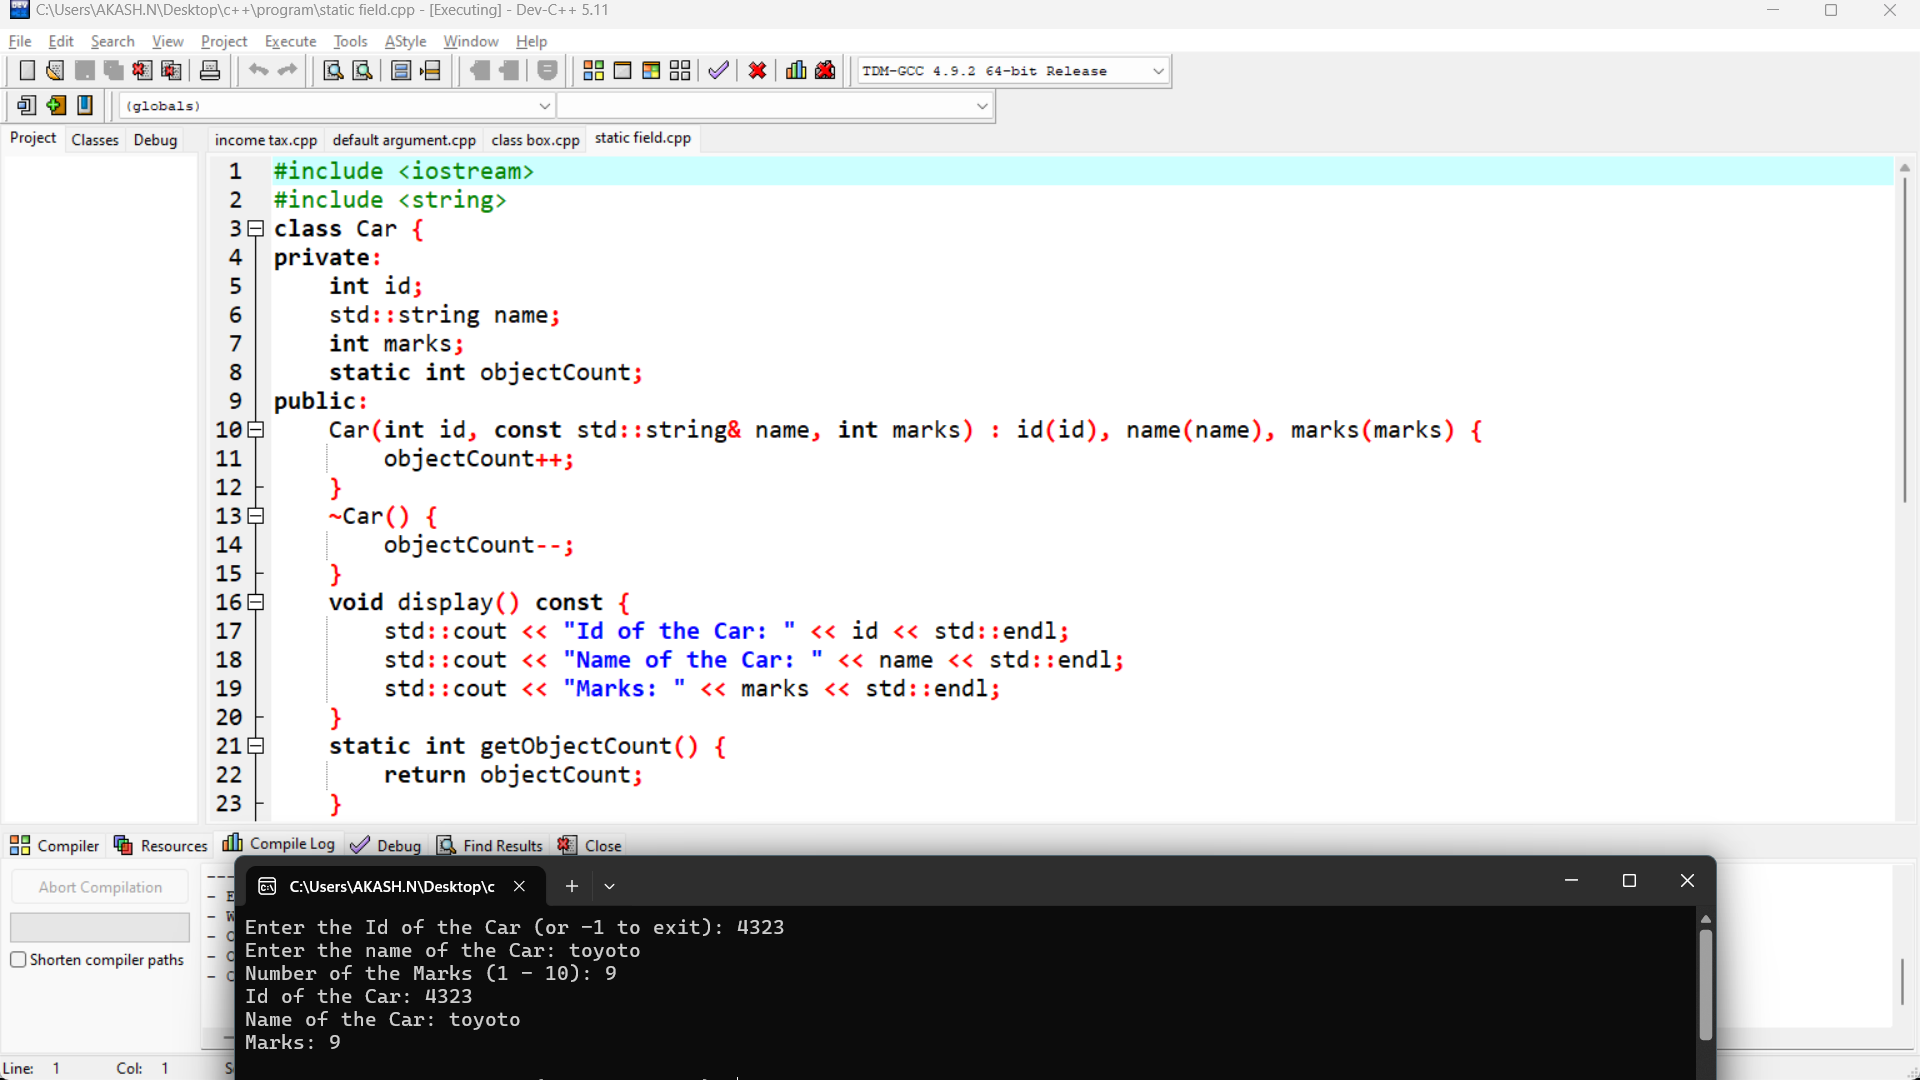 C:\Users\AKASH.N\Desktop\c++\program\static field.cpp - [Executing] - Dev-C++ 5.11
File Edit Search View Project Execute Tools AStyle Window Help
TDM-GCC 4.9.2 64-bit Release
(globals)
Project Classes Debug income tax.cpp default argument.cpp class box.cpp static field.cpp
1 #include <iostream>
2 #include <string>
3 class Car {
4 private:
5 int id;
6 std::string name;
7 int marks;
8 static int objectCount;
9 public:
10 Car(int id, const std::string& name, int marks) : id(id), name(name), marks(marks) {
11 objectCount++;
12 }
13 ~Car() {
14 objectCount--;
15 }
16 void display() const {
17 std::cout << "Id of the Car: " << id << std::endl;
18 std::cout << "Name of the Car: " << name << std::endl;
19 std::cout << "Marks: " << marks << std::endl;
20 }
21 static int getObjectCount() {
22 return objectCount;
23 }
Compiler Resources Compile Log Debug Find Results Close
Abort Compilation
Shorten compiler paths
C:\Users\AKASH.N\Desktop\c
Enter the Id of the Car (or -1 to exit): 4323
Enter the name of the Car: toyoto
Number of the Marks (1 - 10): 9
Id of the Car: 4323
Name of the Car: toyoto
Marks: 9
Line: 1 Col: 1